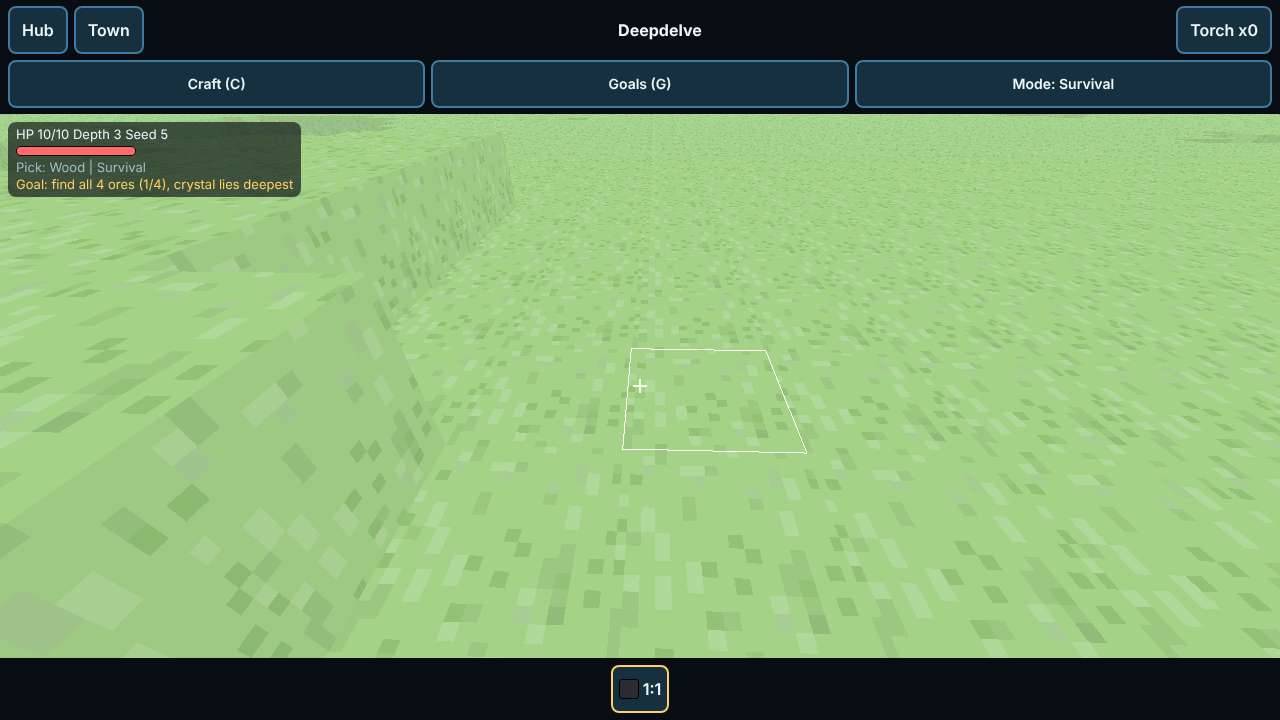 Hub
Town
Deepdelve
Torch x0
Craft (C)
Goals (G)
Mode: Survival
HP 10/10 Depth 3 Seed 5
Pick: Wood | Survival
Goal: find all 4 ores (1/4), crystal lies deepest
1:1